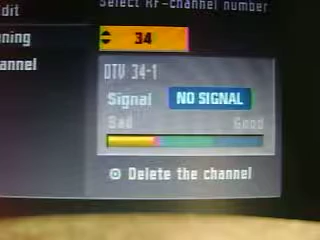 dit
Select RF-channel number
ning
34
annel
DTV 34-1
Signal NO SIGNAL
Bad Good
Delete the channel